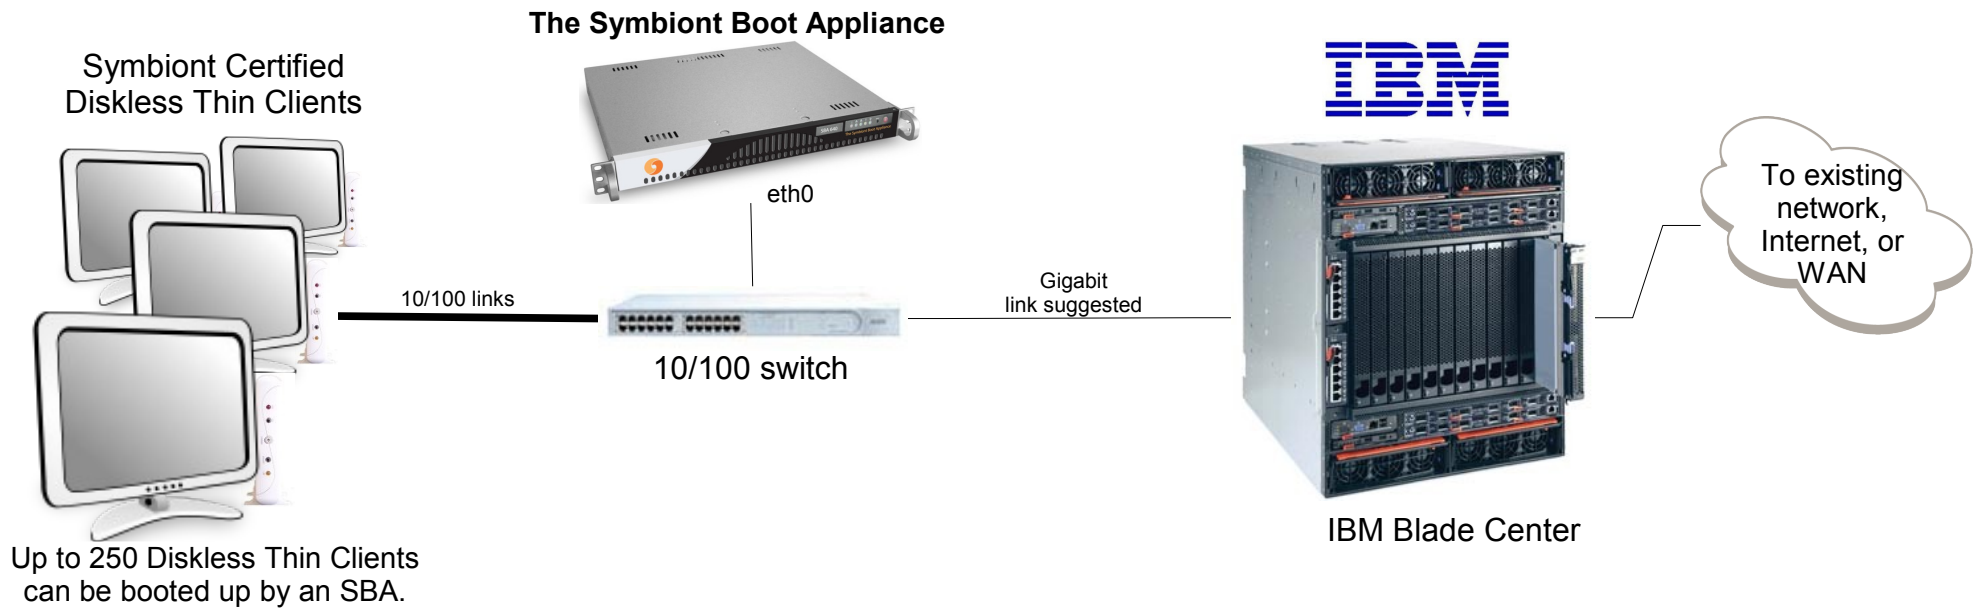 The Symbiont Boot Appliance
Symbiont Certified
Diskless Thin Clients
IBM
eth0
To existing
network,
Internet, or
WAN
10/100 links
Gigabit
link suggested
10/100 switch
IBM Blade Center
Up to 250 Diskless Thin Clients
can be booted up by an SBA.